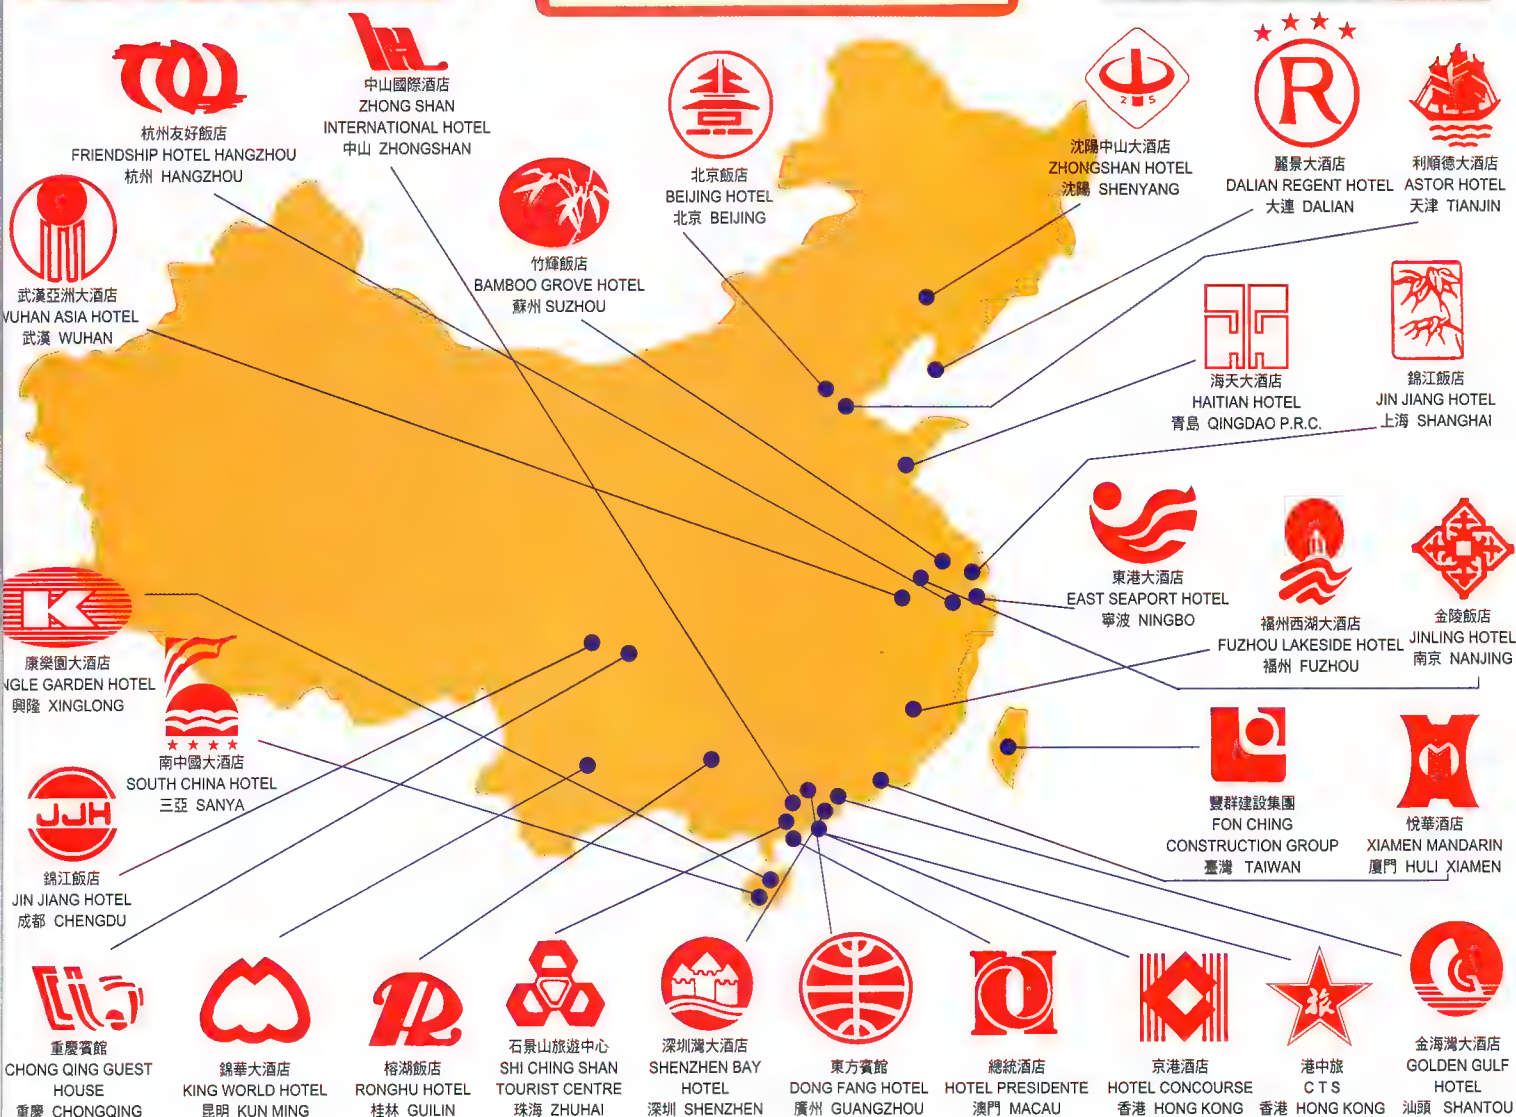 中山國際酒店
ZHONG SHAN
INTERNATIONAL HOTEL
中山 ZHONGSHAN
杭州友好飯店
FRIENDSHIP HOTEL HANGZHOU
杭州 HANGZHOU
北京飯店
BEIJING HOTEL
北京 BEIJING
2 S
沈陽中山大酒店
ZHONGSHAN HOTEL
沈陽 SHENYANG
R
麗景大酒店
DALIAN REGENT HOTEL
大連 DALIAN
利順德大酒店
ASTOR HOTEL
天津 TIANJIN
武漢亞洲大酒店
WUHAN ASIA HOTEL
武漢 WUHAN
竹輝飯店
BAMBOO GROVE HOTEL
蘇州 SUZHOU
海天大酒店
HAITIAN HOTEL
青島 QINGDAO P.R.C.
錦江飯店
JIN JIANG HOTEL
上海 SHANGHAI
東港大酒店
EAST SEAPORT HOTEL
寧波 NINGBO
福州西湖大酒店
FUZHOU LAKESIDE HOTEL
福州 FUZHOU
金陵飯店
JINLING HOTEL
南京 NANJING
K
康樂園大酒店
NGLE GARDEN HOTEL
興隆 XINGLONG
南中國大酒店
SOUTH CHINA HOTEL
三亞 SANYA
JJH
錦江飯店
JIN JIANG HOTEL
成都 CHENGDU
豐群建設集團
FON CHING
CONSTRUCTION GROUP
臺灣 TAIWAN
悅華酒店
XIAMEN MANDARIN
廈門 HULI XIAMEN
重慶賓館
CHONG QING GUEST
HOUSE
重慶 CHONGQING
錦華大酒店
KING WORLD HOTEL
昆明 KUN MING
榕湖飯店
RONGHU HOTEL
桂林 GUILIN
石景山旅遊中心
SHI CHING SHAN
TOURIST CENTRE
珠海 ZHUHAI
深圳灣大酒店
SHENZHEN BAY
HOTEL
深圳 SHENZHEN
東方賓館
DONG FANG HOTEL
廣州 GUANGZHOU
總統酒店
HOTEL PRESIDENTE
澳門 MACAU
京港酒店
HOTEL CONCOURSE
香港 HONG KONG
旅
港中旅
C T S
香港 HONG KONG
金海灣大酒店
GOLDEN GULF
HOTEL
汕頭 SHANTOU